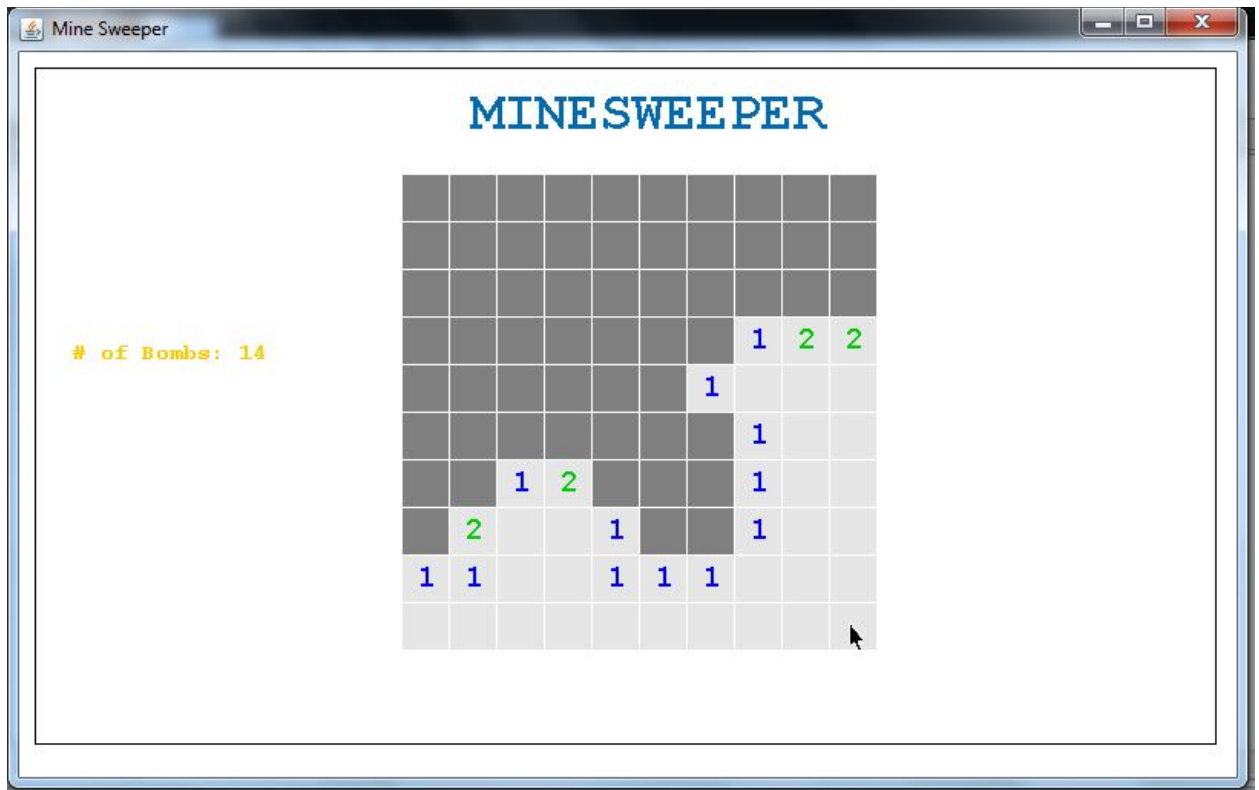 Mine Sweeper
MINESWEEPER
1 2 2
# of Bombs: 14
1
1
1 2 1
2 1 1
1 1 1 1 1